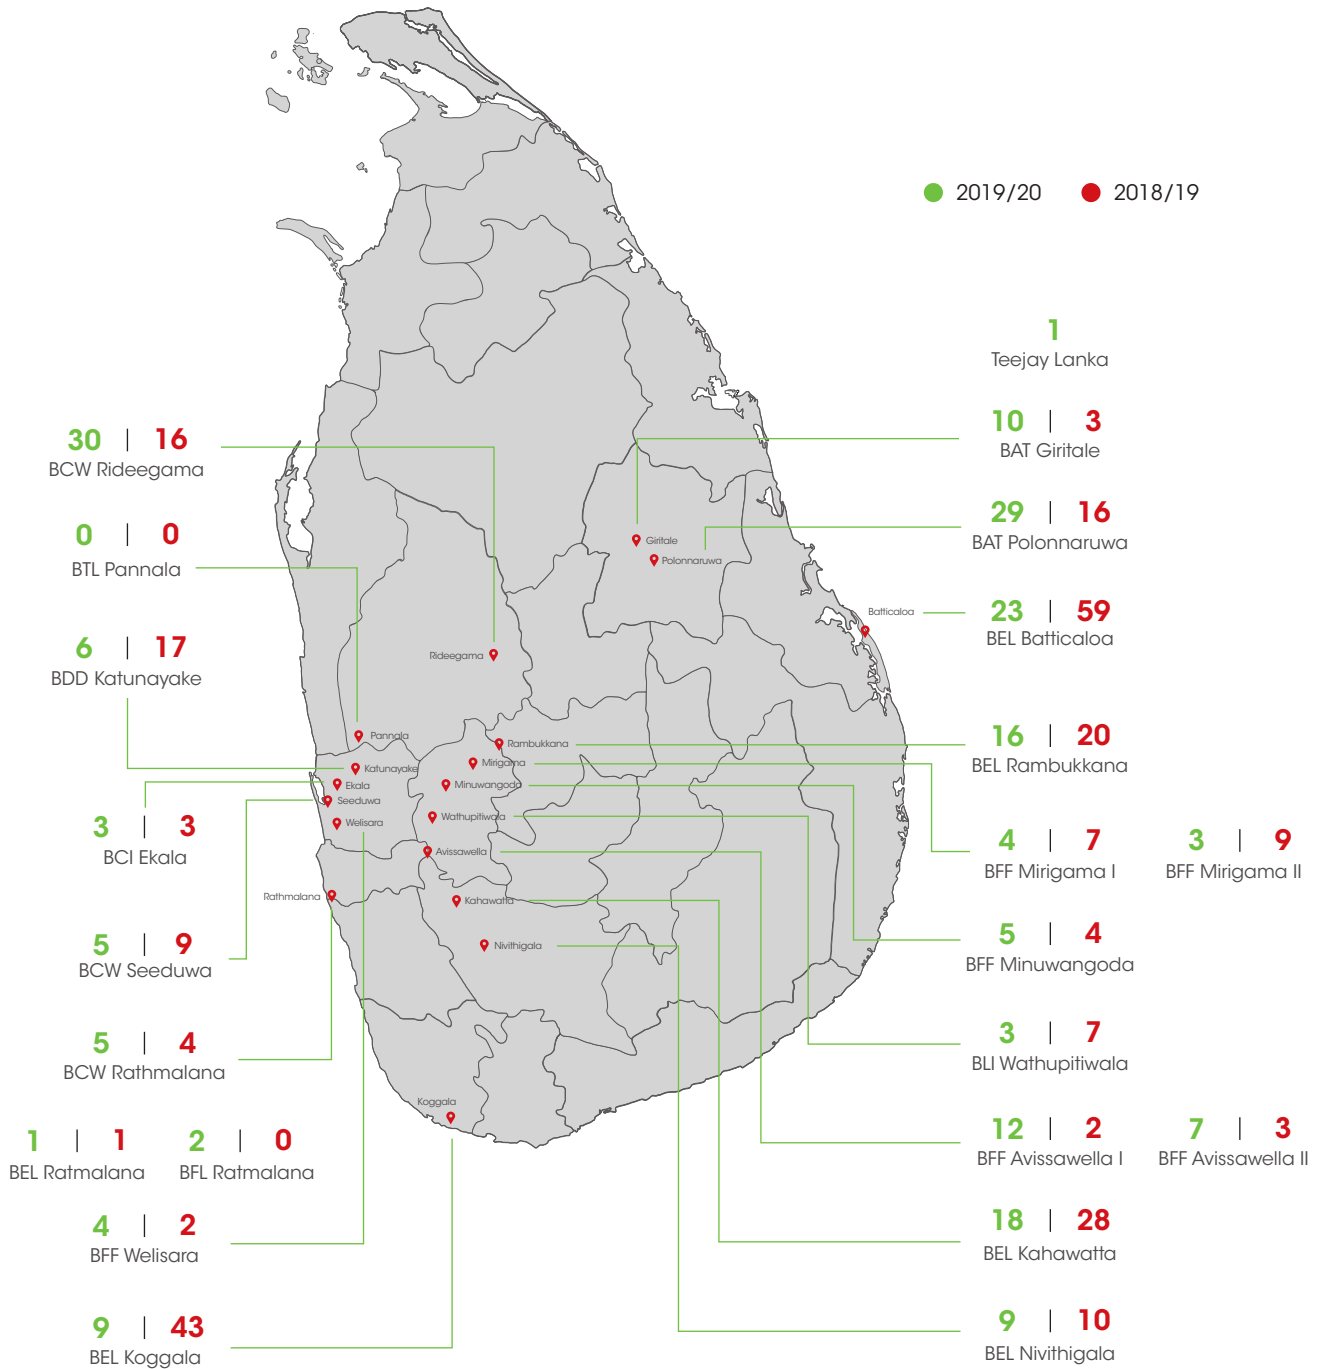 2019/20
2018/19
1
Teejay Lanka
10 | 3
BAT Giritale
29 | 16
BAT Polonnaruwa
23 | 59
BEL Batticaloa
16 | 20
BEL Rambukkana
4 | 7
BFF Mirigama I
3 | 9
BFF Mirigama II
5 | 4
BFF Minuwangoda
3 | 7
BLI Wathupitiwala
12 | 2
BFF Avissawella I
7 | 3
BFF Avissawella II
18 | 28
BEL Kahawatta
9 | 10
BEL Nivithigala
30 | 16
BCW Rideegama
0 | 0
BTL Pannala
6 | 17
BDD Katunayake
3 | 3
BCI Ekala
5 | 9
BCW Seeduwa
5 | 4
BCW Rathmalana
1 | 1
BEL Ratmalana
2 | 0
BFL Ratmalana
4 | 2
BFF Welisara
9 | 43
BEL Koggala
Giritale
Polonnaruwa
Batticaloa
Rideegama
Pannala
Rambukkana
Mirigama
Katunayake
Ekala
Minuwangoda
Seeduwa
Wathupitiwala
Welisara
Avissawella
Rathmalana
Kahawatta
Nivithigala
Koggala